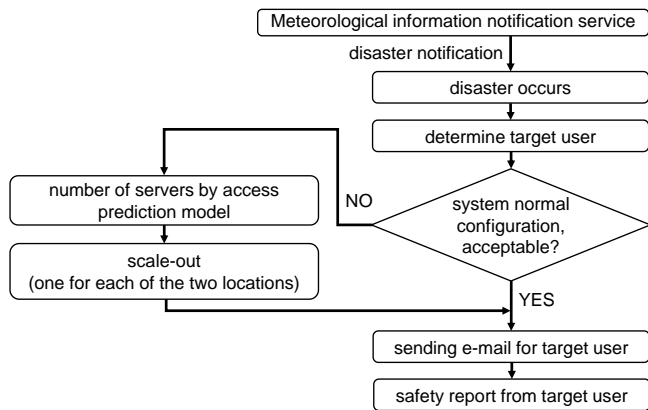 Meteorological information notification service
disaster notification
disaster occurs
determine target user
system normal
configuration,
acceptable?
NO
number of servers by access
prediction model
scale-out
(one for each of the two locations)
YES
sending e-mail for target user
safety report from target user